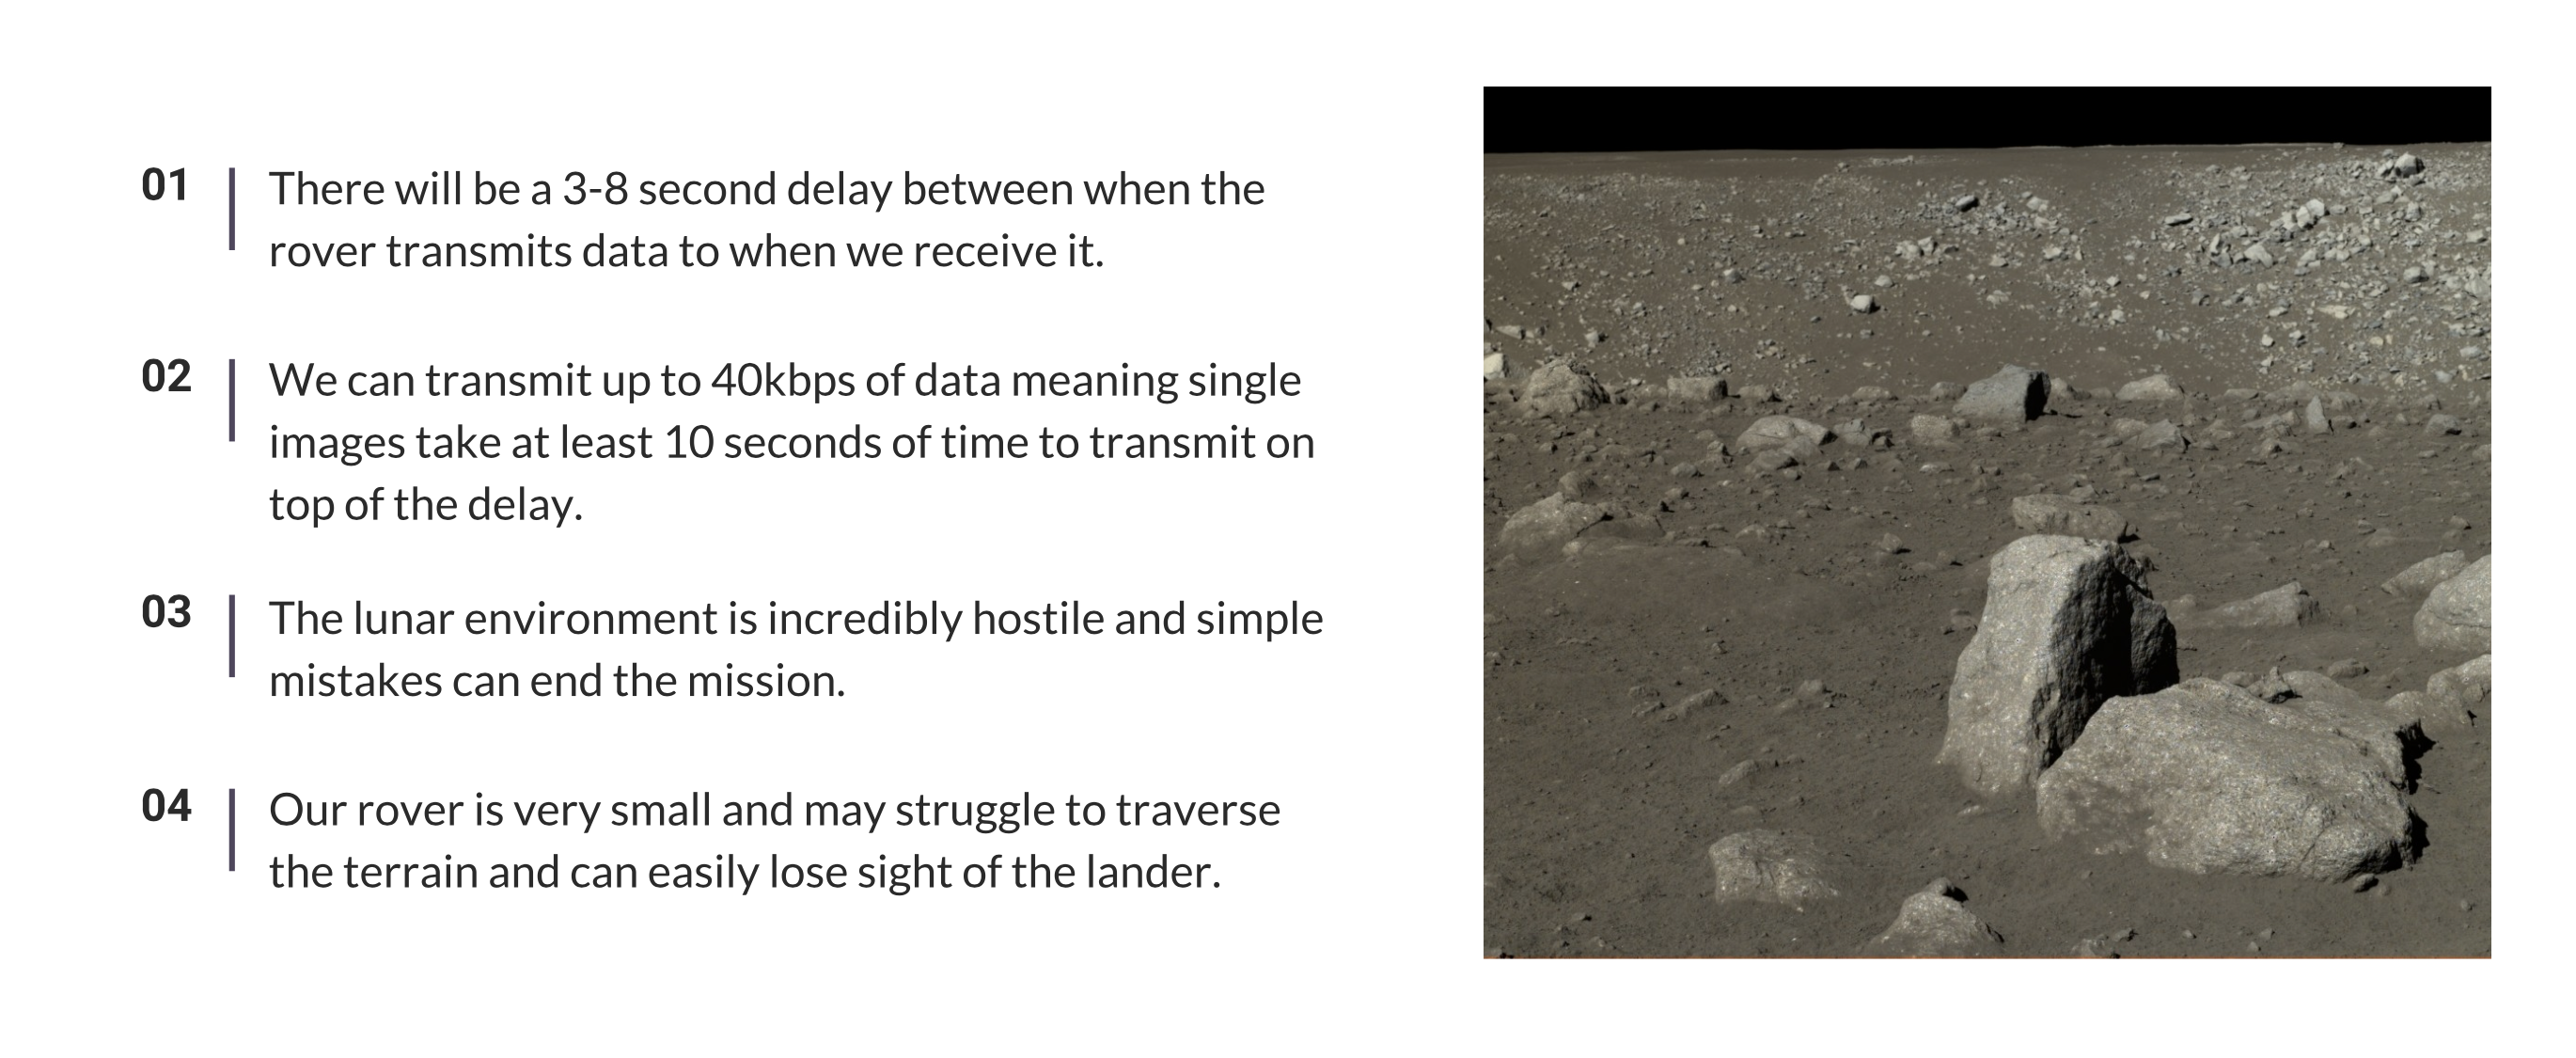 01
There will be a 3-8 second delay between when the
rover transmits data to when we receive it.
02
We can transmit up to 40kbps of data meaning single
images take at least 10 seconds of time to transmit on
top of the delay.
03
The lunar environment is incredibly hostile and simple
mistakes can end the mission.
04
Our rover is very small and may struggle to traverse
the terrain and can easily lose sight of the lander.